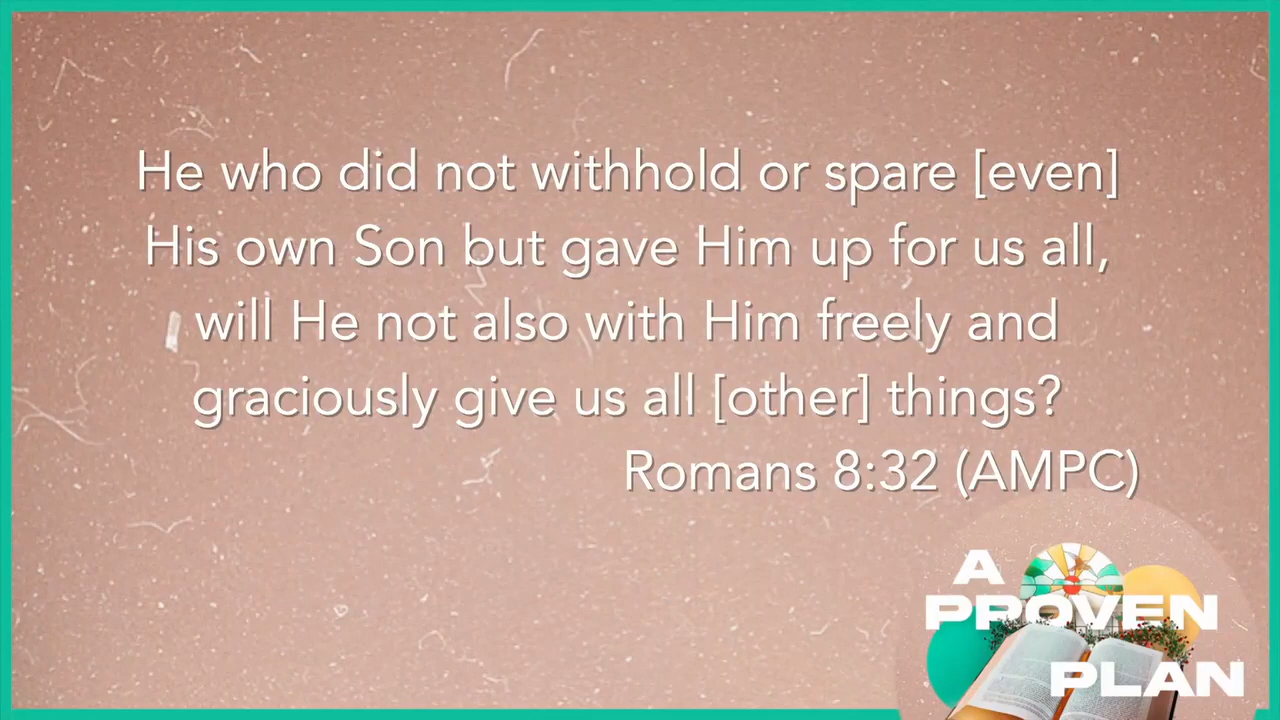 He who did not withhold or spare [even]
His own Son but gave Him up for us all,
will He not also with Him freely and
graciously give us all [other] things?
Romans 8:32 (AMPC)
A
PROVEN
PLAN